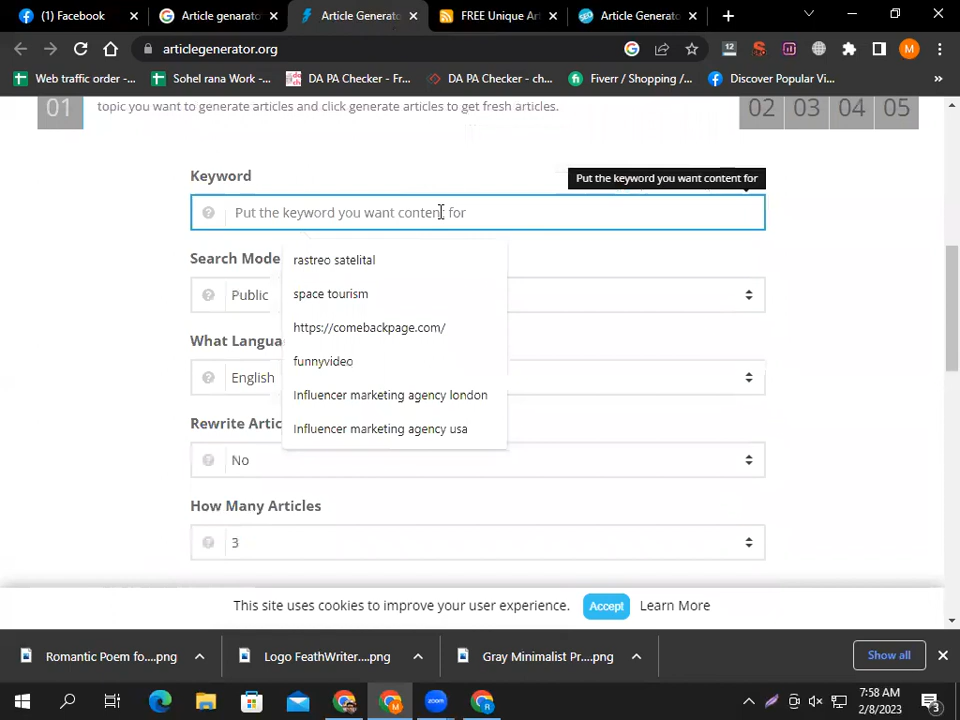 (1) Facebook
Article genarator
Article Generato
FREE Unique Art
Article Generato
articlegenerator.org
12
M
Web traffic order -...
Sohel rana Work -...
DA PA Checker - Fr...
DA PA Checker - ch...
Fiverr / Shopping /...
Discover Popular Vi...
»
01
topic you want to generate articles and click generate articles to get fresh articles.
02 03 04 05
Keyword
Put the keyword you want content for
Put the keyword you want content for
rastreo satelital
space tourism
https://comebackpage.com/
funnyvideo
Influencer marketing agency london
Influencer marketing agency usa
Search Mode
Public
What Langua
English
Rewrite Artic
No
How Many Articles
3
This site uses cookies to improve your user experience.
Accept
Learn More
Romantic Poem fo....png
Logo FeathWriter....png
Gray Minimalist Pr....png
Show all
zoom
7:58 AM
2/8/2023
3